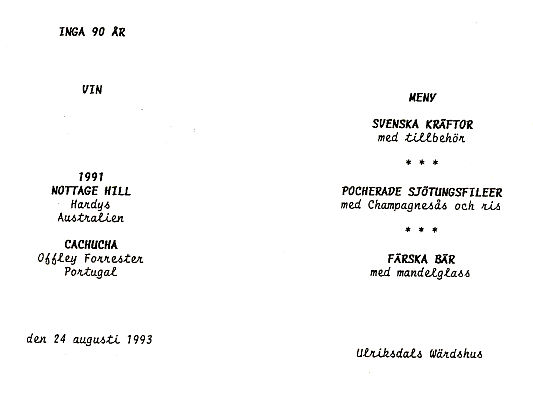 INGA 90 ÅR
VIN
1991
NOTTAGE HILL
Hardys
Australien
CACHUCHA
Offley Forrester
Portugal
den 24 augusti 1993
MENY
SVENSKA KRÄFTOR
med tillbehör
* * *
POCHERADE SJÖTUNGSFILEER
med Champagnesås och ris
* * *
FÄRSKA BÄR
med mandelglass
Ulriksdals Wärdshus